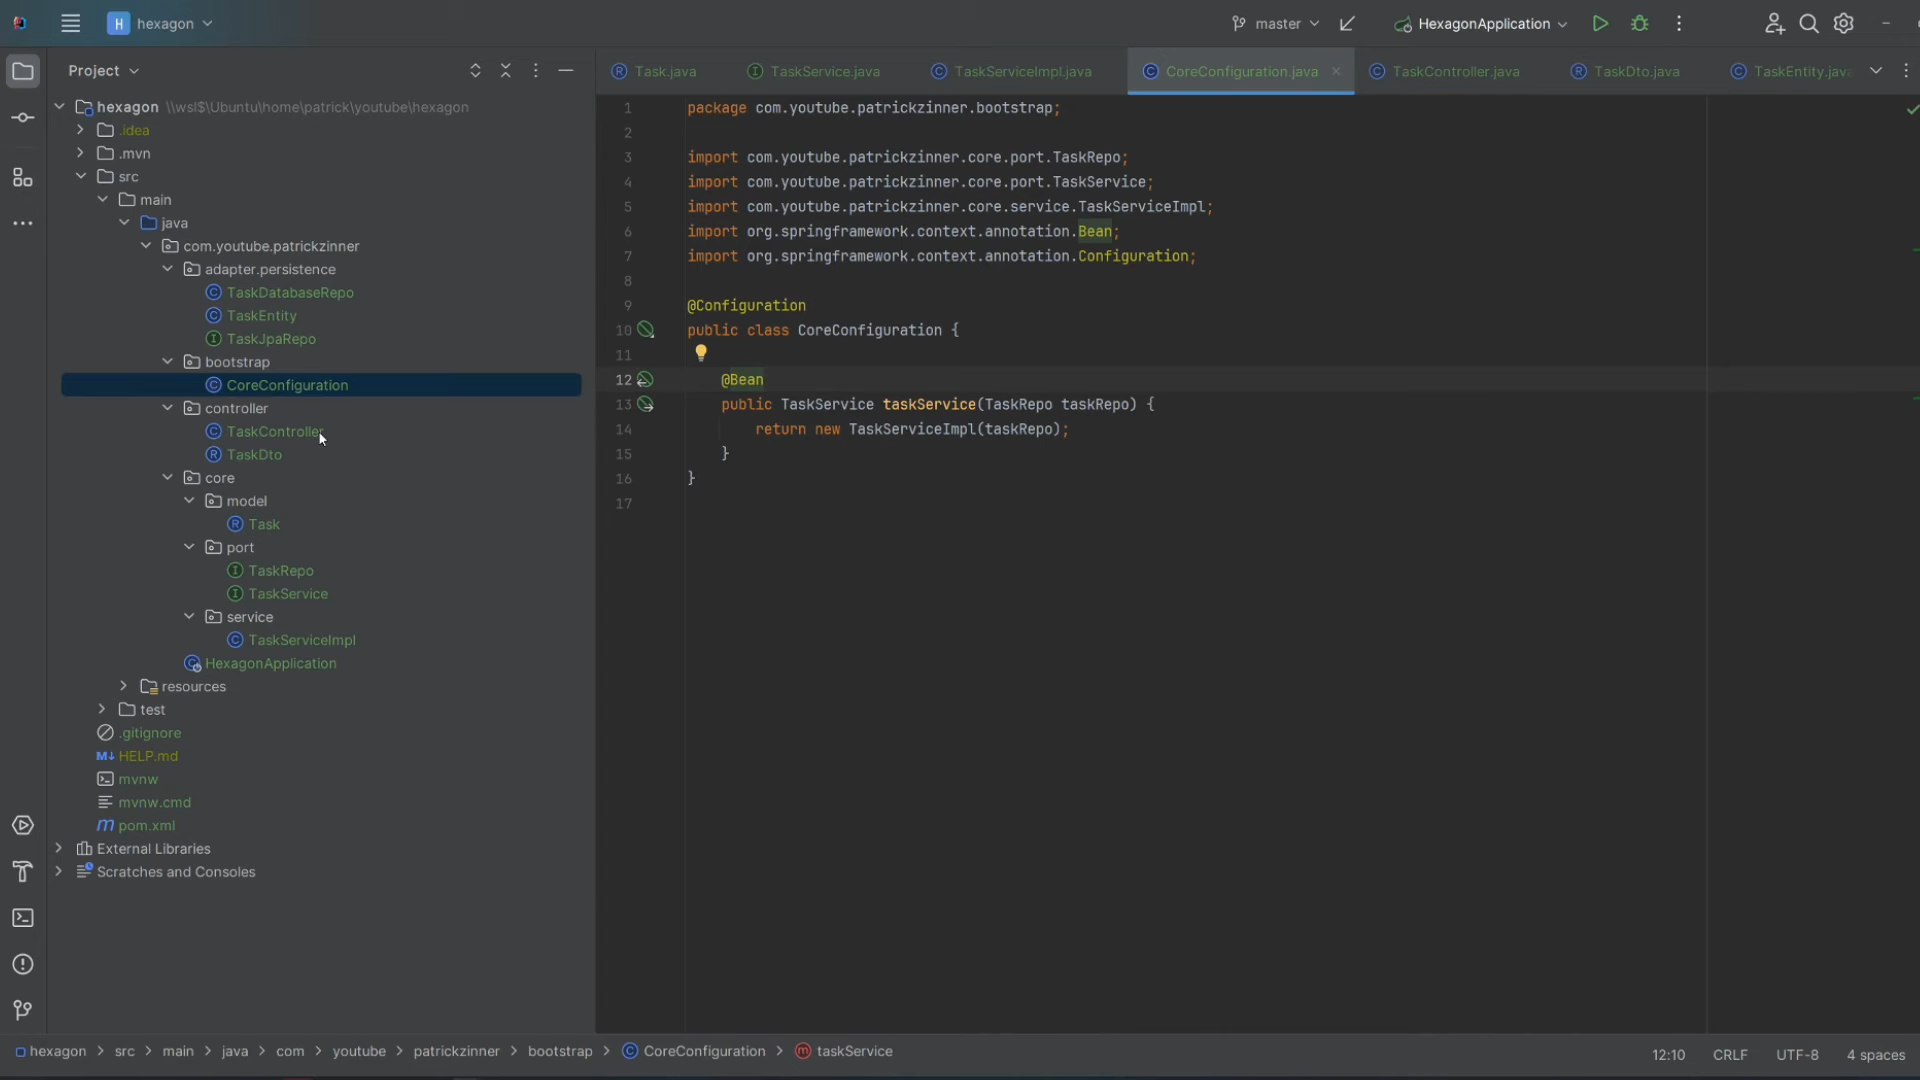 H hexagon
master
HexagonApplication
Project
Task.java
TaskService.java
TaskServiceImpl.java
CoreConfiguration.java
TaskController.java
TaskDto.java
TaskEntity.java
hexagon \\wsl$\Ubuntu\home\patrick\youtube\hexagon
.idea
.mvn
src
main
java
com.youtube.patrickzinner
adapter.persistence
TaskDatabaseRepo
TaskEntity
TaskJpaRepo
bootstrap
CoreConfiguration
controller
TaskController
TaskDto
core
model
Task
port
TaskRepo
TaskService
service
TaskServiceImpl
HexagonApplication
resources
test
.gitignore
HELP.md
mvnw
mvnw.cmd
pom.xml
External Libraries
Scratches and Consoles
1 package com.youtube.patrickzinner.bootstrap;
2
3 import com.youtube.patrickzinner.core.port.TaskRepo;
4 import com.youtube.patrickzinner.core.port.TaskService;
5 import com.youtube.patrickzinner.core.service.TaskServiceImpl;
6 import org.springframework.context.annotation.Bean;
7 import org.springframework.context.annotation.Configuration;
8
9 @Configuration
10 public class CoreConfiguration {
11
12 @Bean
13 public TaskService taskService(TaskRepo taskRepo) {
14 return new TaskServiceImpl(taskRepo);
15 }
16 }
17
hexagon > src > main > java > com > youtube > patrickzinner > bootstrap > CoreConfiguration > taskService
12:10 CRLF UTF-8 4 spaces